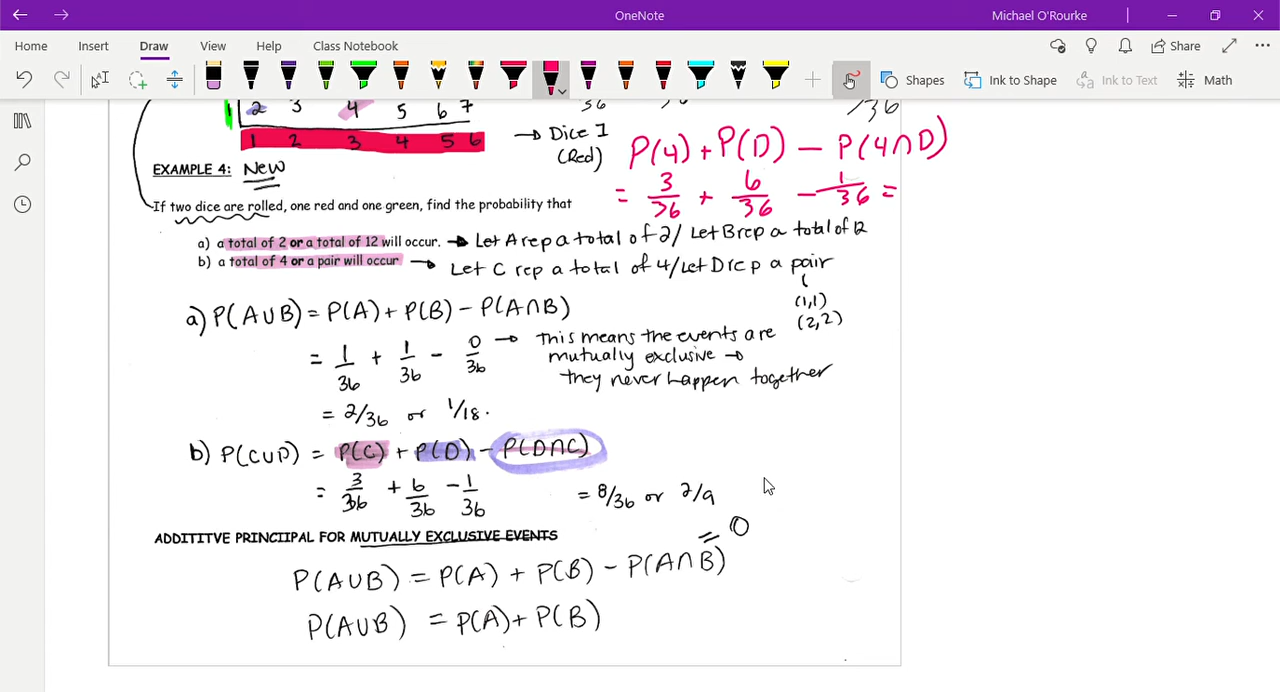 OneNote
Michael O'Rourke
Home Insert Draw View Help Class Notebook
Share
Shapes Ink to Shape Ink to Text Math
1 2 3 4 5 6 7
36
1 2 3 4 5 6
→ Dice 1
(Red)
/36
P(4) + P(D) − P(4∩D)
= 3/36 + 6/36 − 1/36 =
EXAMPLE 4: New
If two dice are rolled, one red and one green, find the probability that
a) a total of 2 or a total of 12 will occur. → Let A rep a total of 2/ Let B rep a total of 12
b) a total of 4 or a pair will occur → Let C rep a total of 4/Let D rep a pair
(1,1)
(2,2)
a) P(A∪B) = P(A) + P(B) − P(A∩B)
= 1/36 + 1/36 − 0/36 → this means the events are
mutually exclusive →
they never happen together
= 2/36 or 1/18.
b) P(C∪D) = P(C) + P(D) − P(D∩C)
= 3/36 + 6/36 − 1/36 = 8/36 or 2/9
ADDITITVE PRINCIIPAL FOR MUTUALLY EXCLUSIVE EVENTS
= 0
P(A∪B) = P(A) + P(B) − P(A∩B)
P(A∪B) = P(A) + P(B)